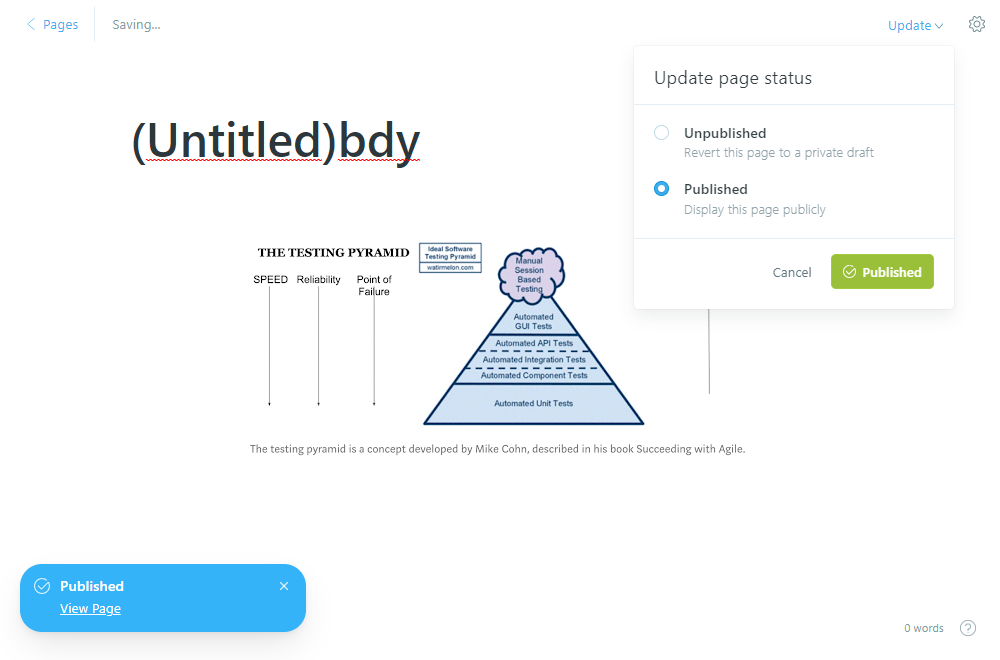 Pages
Saving...
Update
Update page status
Unpublished
Revert this page to a private draft
Published
Display this page publicly
Cancel
Published
(Untitled)bdy
THE TESTING PYRAMID
Ideal Software
Testing Pyramid
watirmelon.com
SPEED
Reliability
Point of
Failure
Manual
Session
Based
Testing
Automated
GUI Tests
Automated API Tests
Automated Integration Tests
Automated Component Tests
Automated Unit Tests
The testing pyramid is a concept developed by Mike Cohn, described in his book Succeeding with Agile.
Published
View Page
0 words
?